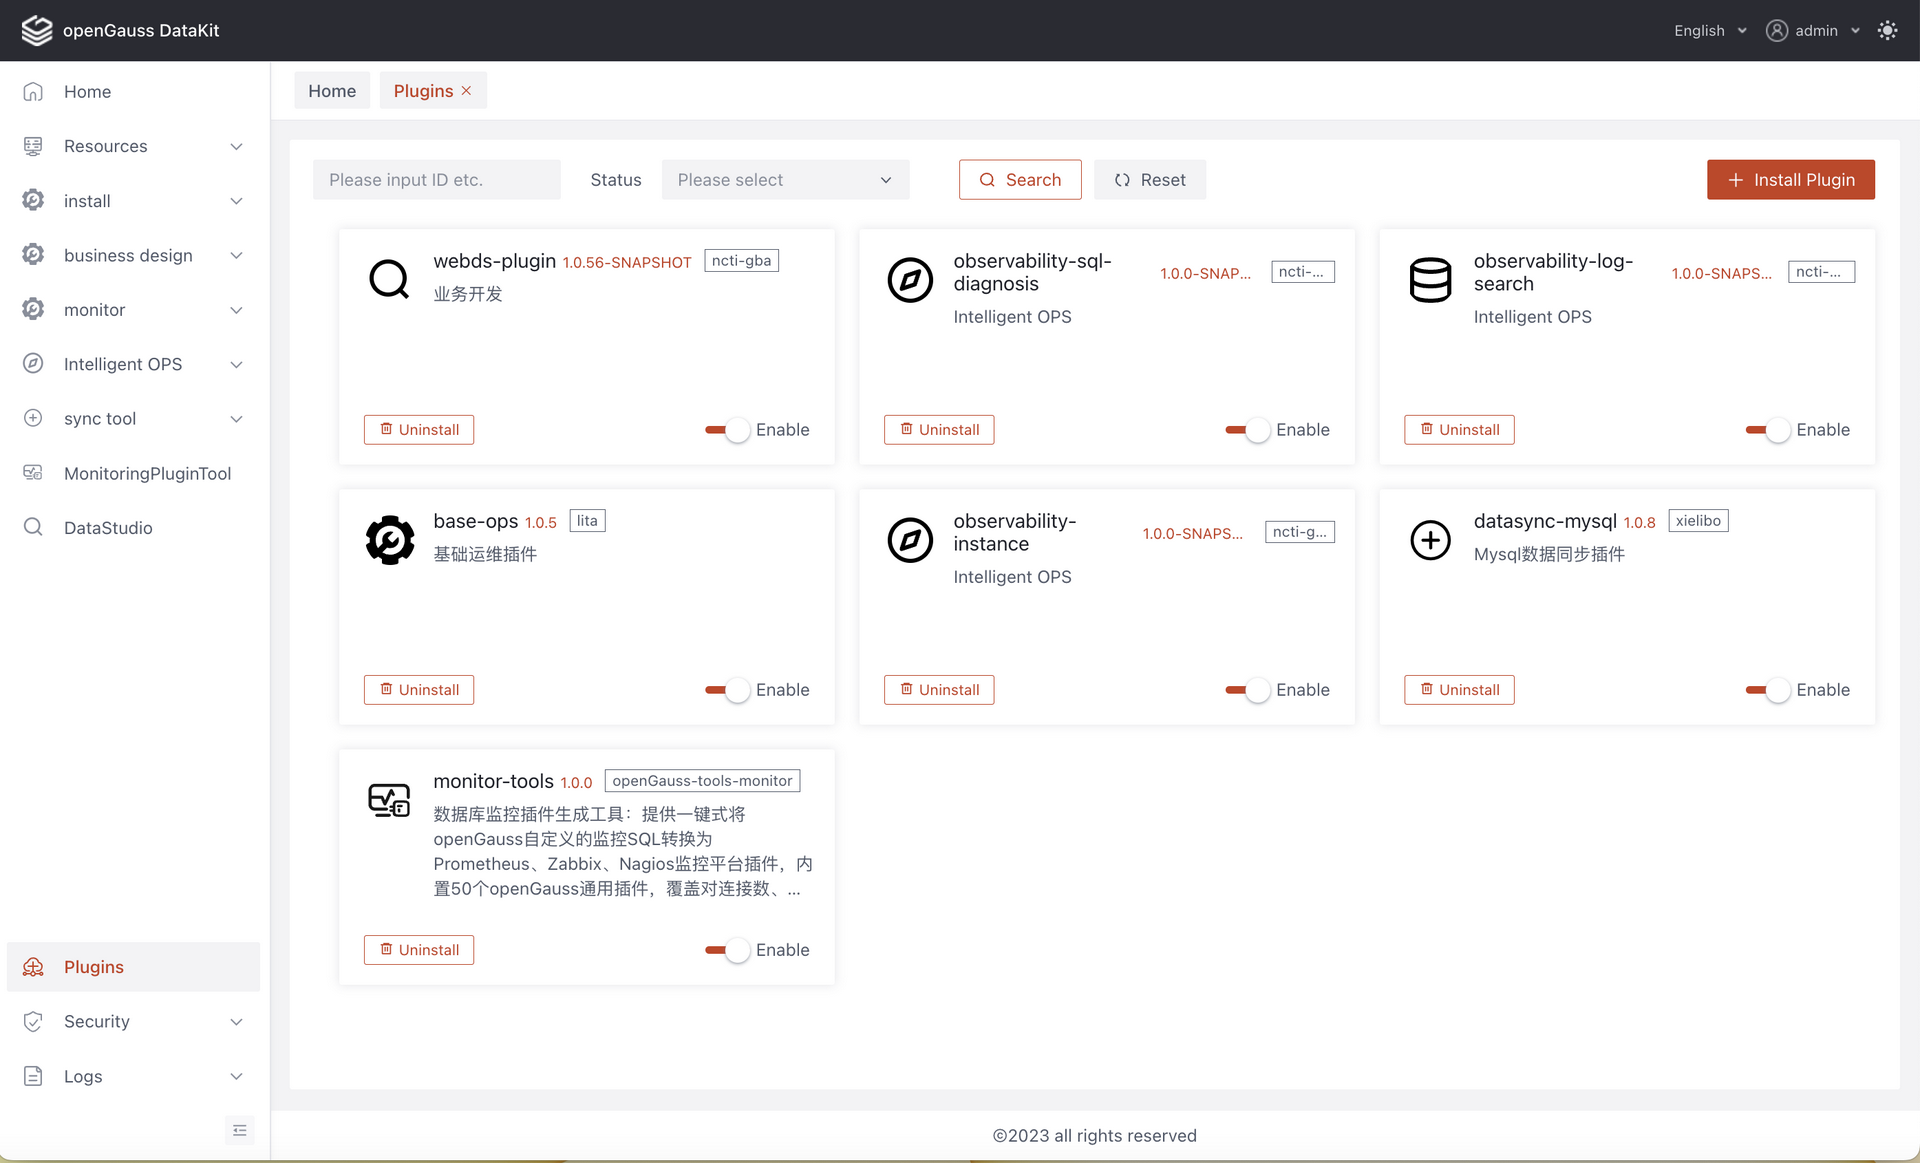 openGauss DataKit
English
admin
Home
Resources
install
business design
monitor
Intelligent OPS
sync tool
MonitoringPluginTool
DataStudio
Plugins
Security
Logs
Home
Plugins
Please input ID etc.
Status
Please select
Search
Reset
Install Plugin
webds-plugin 1.0.56-SNAPSHOT ncti-gba
业务开发
Uninstall
Enable
observability-sql-
diagnosis
1.0.0-SNAP...
ncti-...
Intelligent OPS
Uninstall
Enable
observability-log-
search
1.0.0-SNAPS...
ncti-...
Intelligent OPS
Uninstall
Enable
base-ops 1.0.5 lita
基础运维插件
Uninstall
Enable
observability-
instance
1.0.0-SNAPS...
ncti-g...
Intelligent OPS
Uninstall
Enable
datasync-mysql 1.0.8 xielibo
Mysql数据同步插件
Uninstall
Enable
monitor-tools 1.0.0 openGauss-tools-monitor
数据库监控插件生成工具：提供一键式将
openGauss自定义的监控SQL转换为
Prometheus、Zabbix、Nagios监控平台插件，内
置50个openGauss通用插件，覆盖对连接数、...
Uninstall
Enable
©2023 all rights reserved